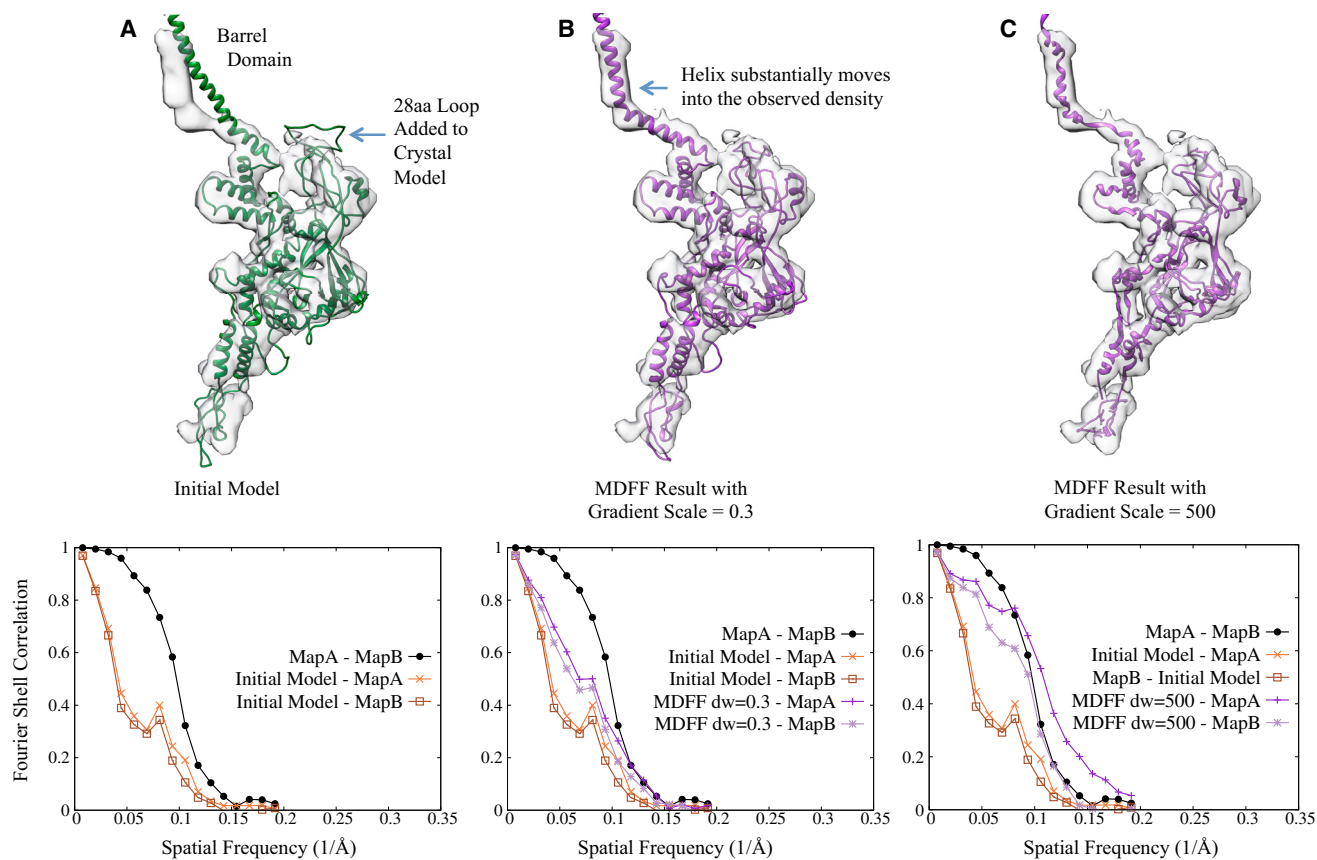 A
Barrel
Domain
28aa Loop
Added to
Crystal
Model
Initial Model
B
Helix substantially moves
into the observed density
MDFF Result with
Gradient Scale = 0.3
C
MDFF Result with
Gradient Scale = 500
Fourier Shell Correlation
1
0.8
0.6
0.4
0.2
0
MapA - MapB
Initial Model - MapA
Initial Model - MapB
0 0.05 0.1 0.15 0.2 0.25 0.3 0.35
Spatial Frequency (1/Å)
1
0.8
0.6
0.4
0.2
0
MapA - MapB
Initial Model - MapA
Initial Model - MapB
MDFF dw=0.3 - MapA
MDFF dw=0.3 - MapB
0 0.05 0.1 0.15 0.2 0.25 0.3 0.35
Spatial Frequency (1/Å)
1
0.8
0.6
0.4
0.2
0
MapA - MapB
Initial Model - MapA
MapB - Initial Model
MDFF dw=500 - MapA
MDFF dw=500 - MapB
0 0.05 0.1 0.15 0.2 0.25 0.3 0.35
Spatial Frequency (1/Å)